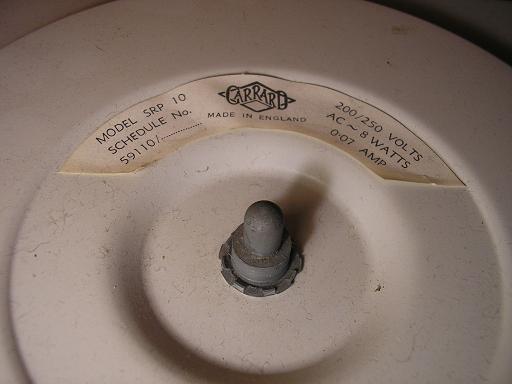 MODEL SRP 10
SCHEDULE No.
59110/..............
GARRARD
MADE IN ENGLAND
200/250 VOLTS
AC ~ 8 WATTS
0·07 AMP